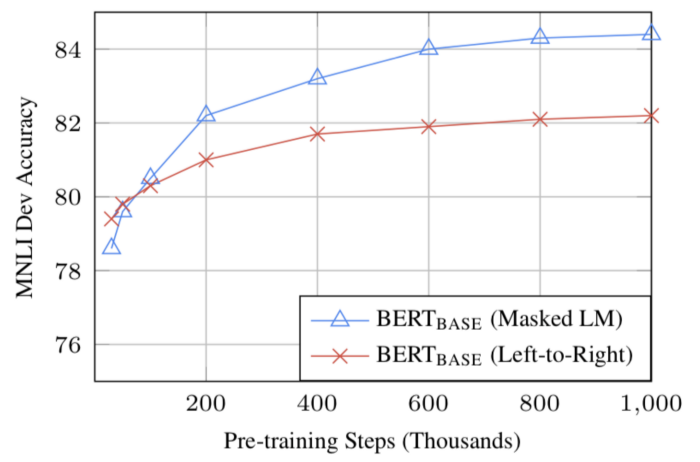 84
82
80
78
76
MNLI Dev Accuracy
BERTBASE (Masked LM)
BERTBASE (Left-to-Right)
200 400 600 800 1,000
Pre-training Steps (Thousands)